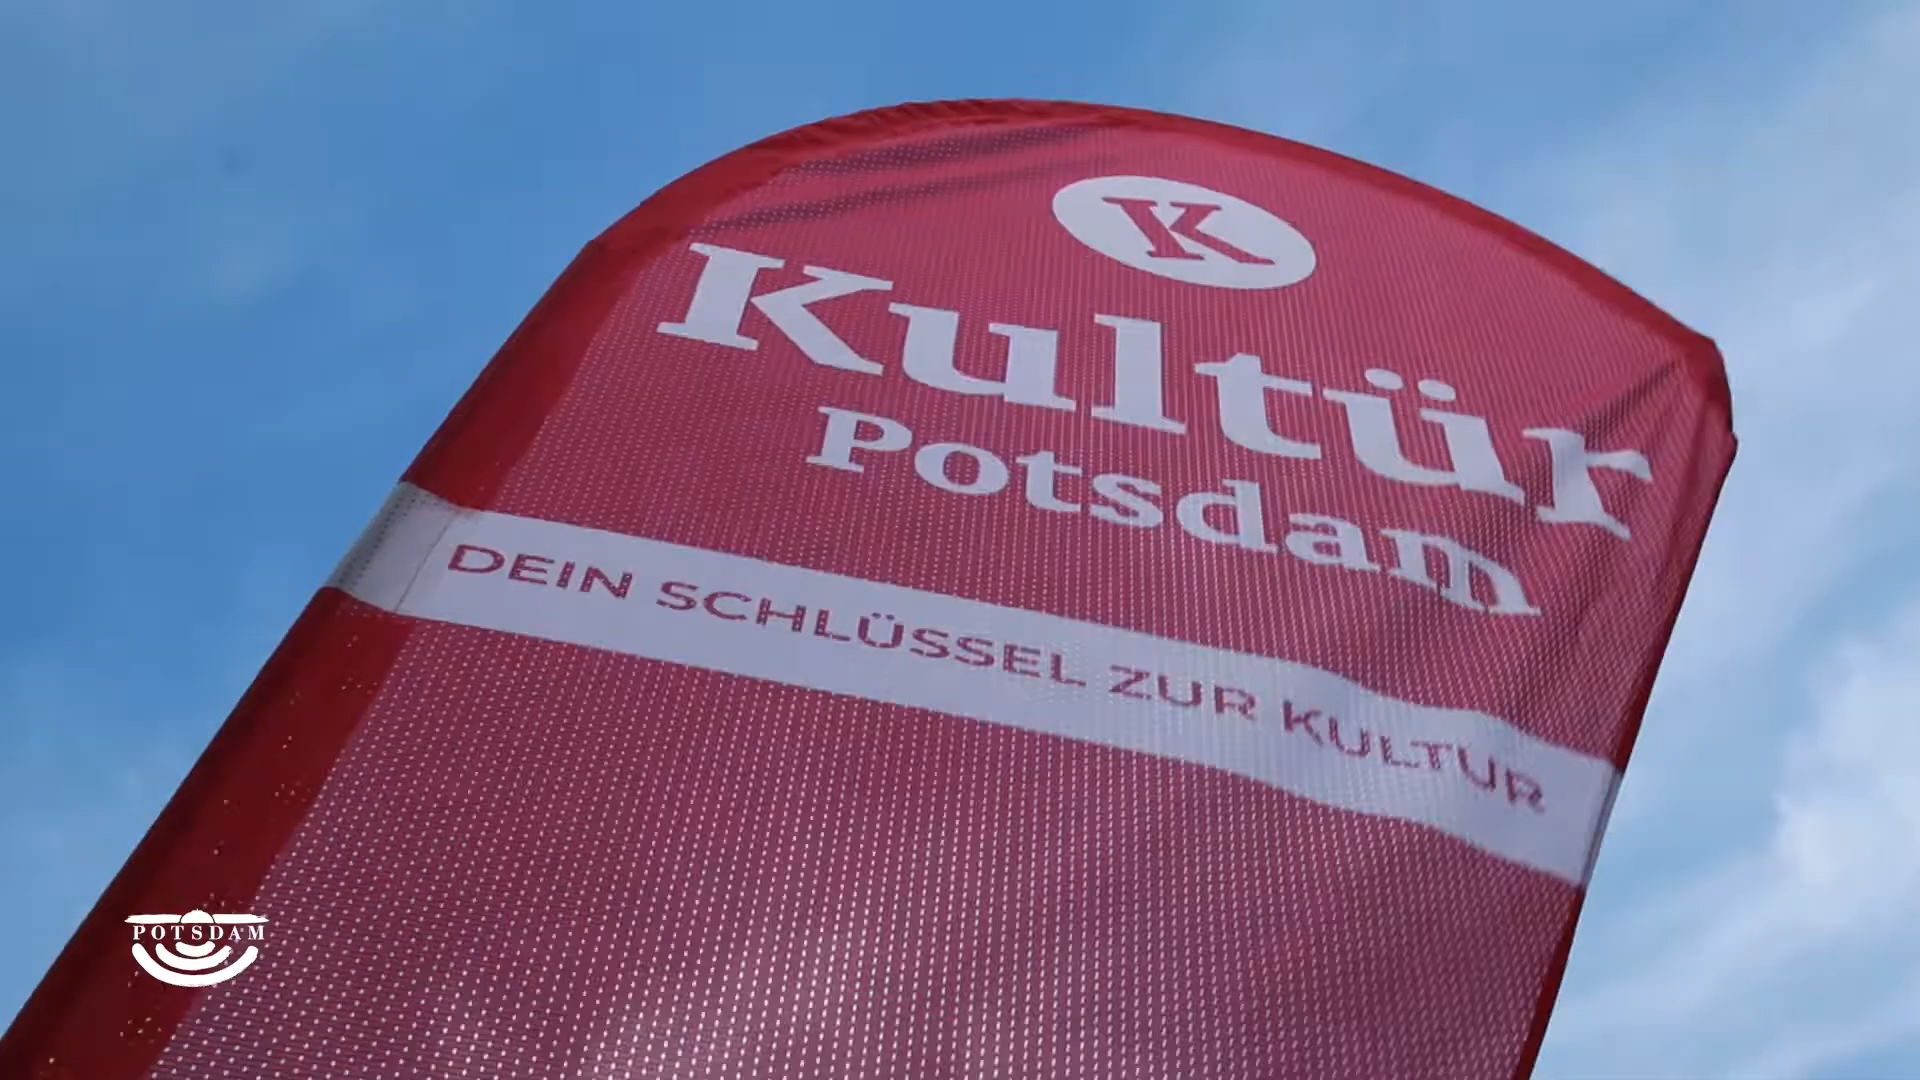 K
Kultür
Potsdam
DEIN SCHLÜSSEL ZUR KULTUR
POTSDAM